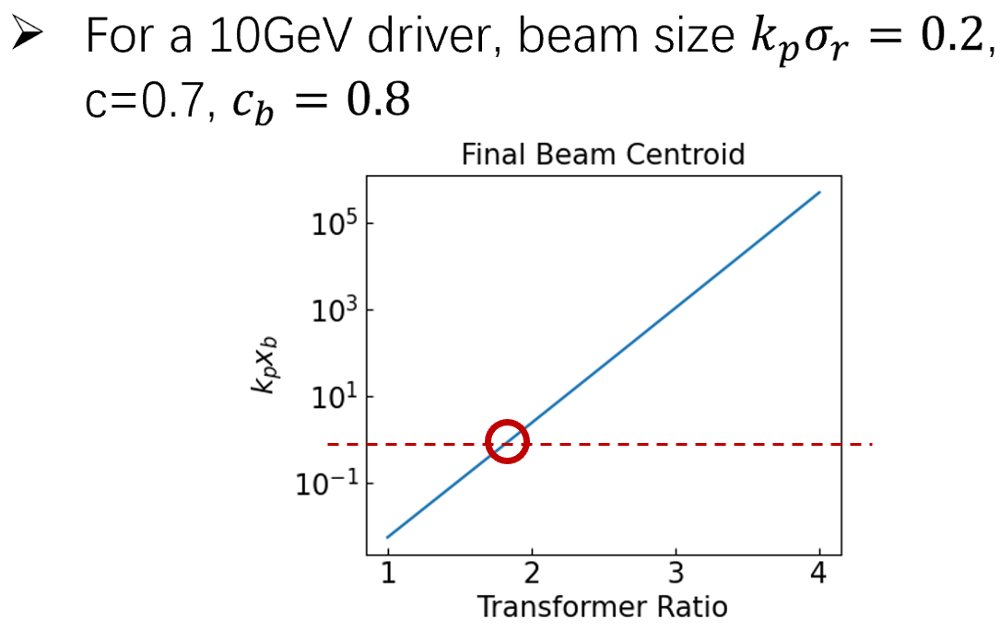 ➢ For a 10GeV driver, beam size $k_p\sigma_r = 0.2$,
c=0.7, $c_b = 0.8$
Final Beam Centroid
$10^5$
$10^3$
$10^1$
$10^{-1}$
$k_p x_b$
1 2 3 4
Transformer Ratio